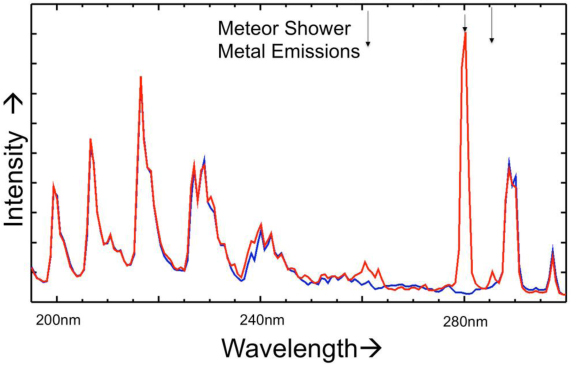 Meteor Shower
Metal Emissions
Intensity →
200nm
240nm
280nm
Wavelength→